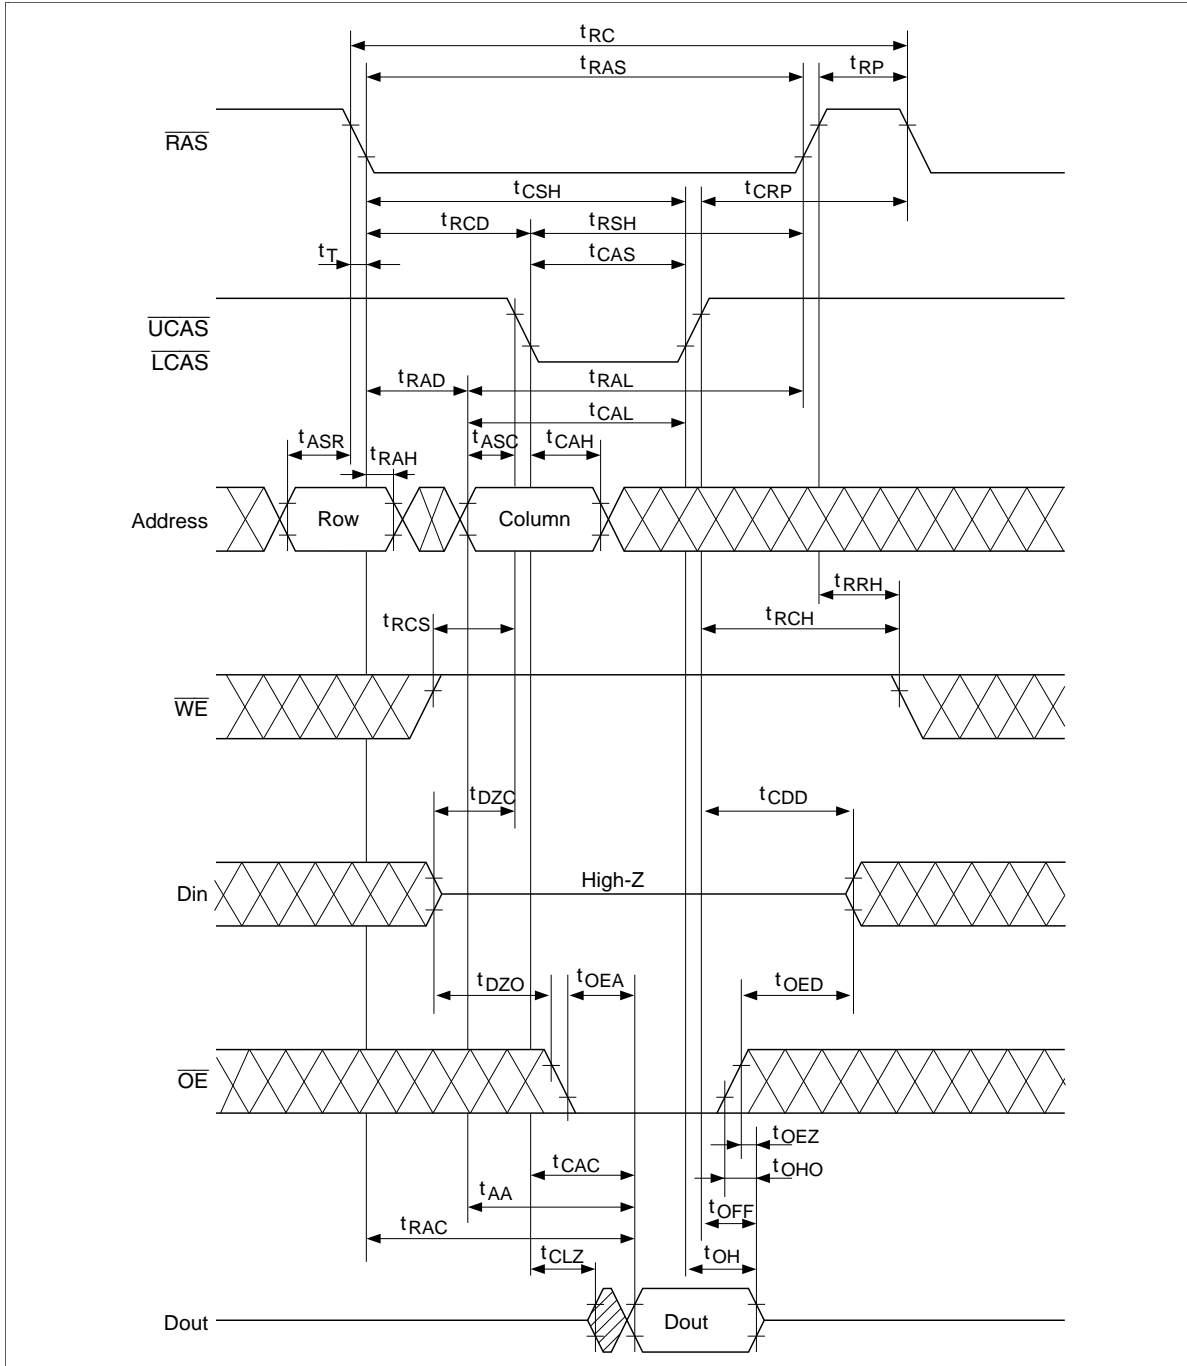 tRC
tRAS tRP
RAS
tCSH tCRP
tRCD tRSH
tT tCAS
UCAS
LCAS
tRAD tRAL
tCAL
tASR tASC tCAH
tRAH
Address Row Column
tRRH
tRCS tRCH
WE
tDZC tCDD
High-Z
Din
tDZO tOEA tOED
OE
tOEZ
tCAC tOHO
tAA
tRAC tOFF
tCLZ tOH
Dout Dout